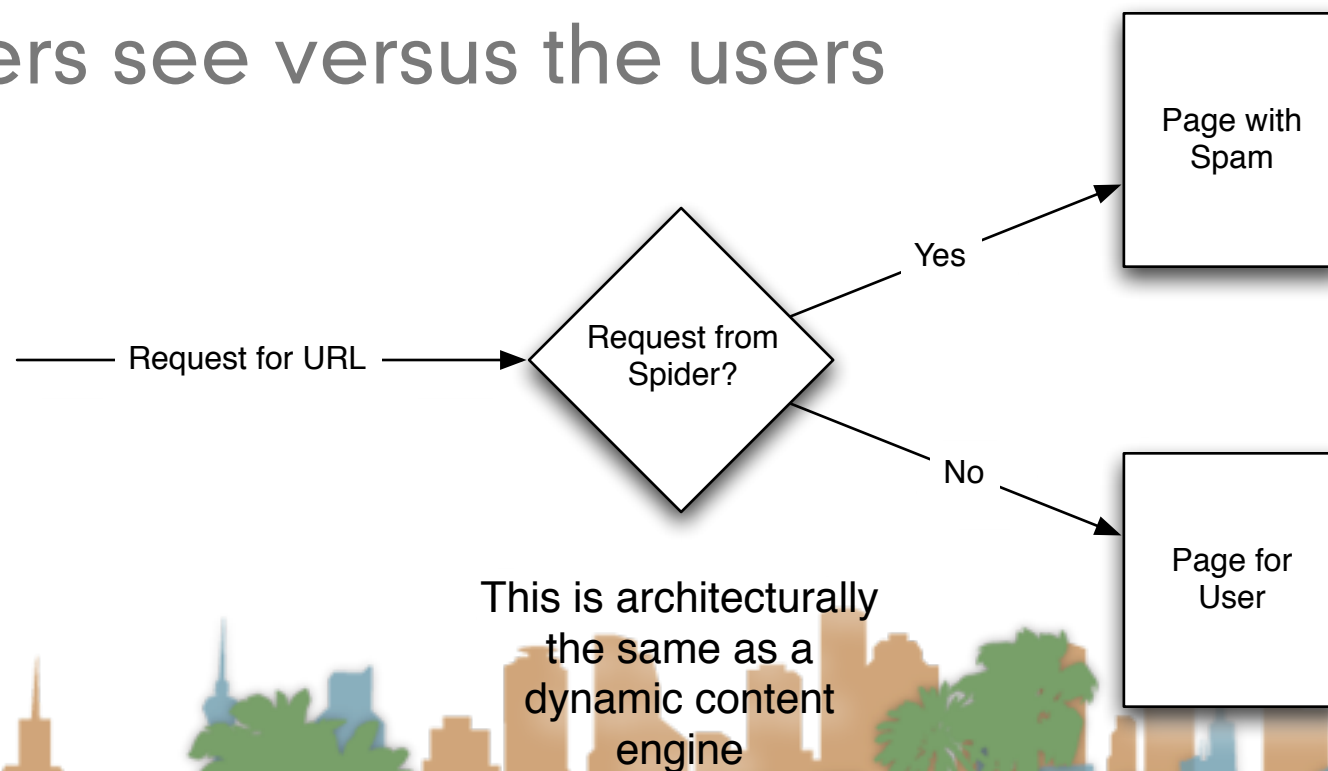 ers see versus the users
Page with
Spam
Yes
Request for URL
Request from
Spider?
No
Page for
User
This is architecturally
the same as a
dynamic content
engine